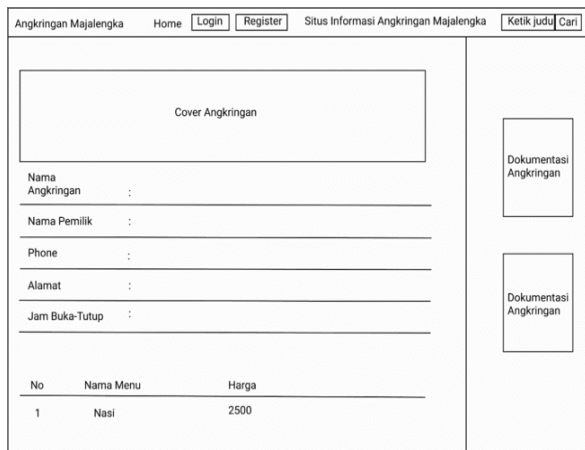 Angkringan Majalengka Home Login Register Situs Informasi Angkringan Majalengka Ketik judu Cari
Cover Angkringan
Nama
Angkringan :
Nama Pemilik :
Phone :
Alamat :
Jam Buka-Tutup :
No Nama Menu Harga
1 Nasi 2500
Dokumentasi
Angkringan
Dokumentasi
Angkringan